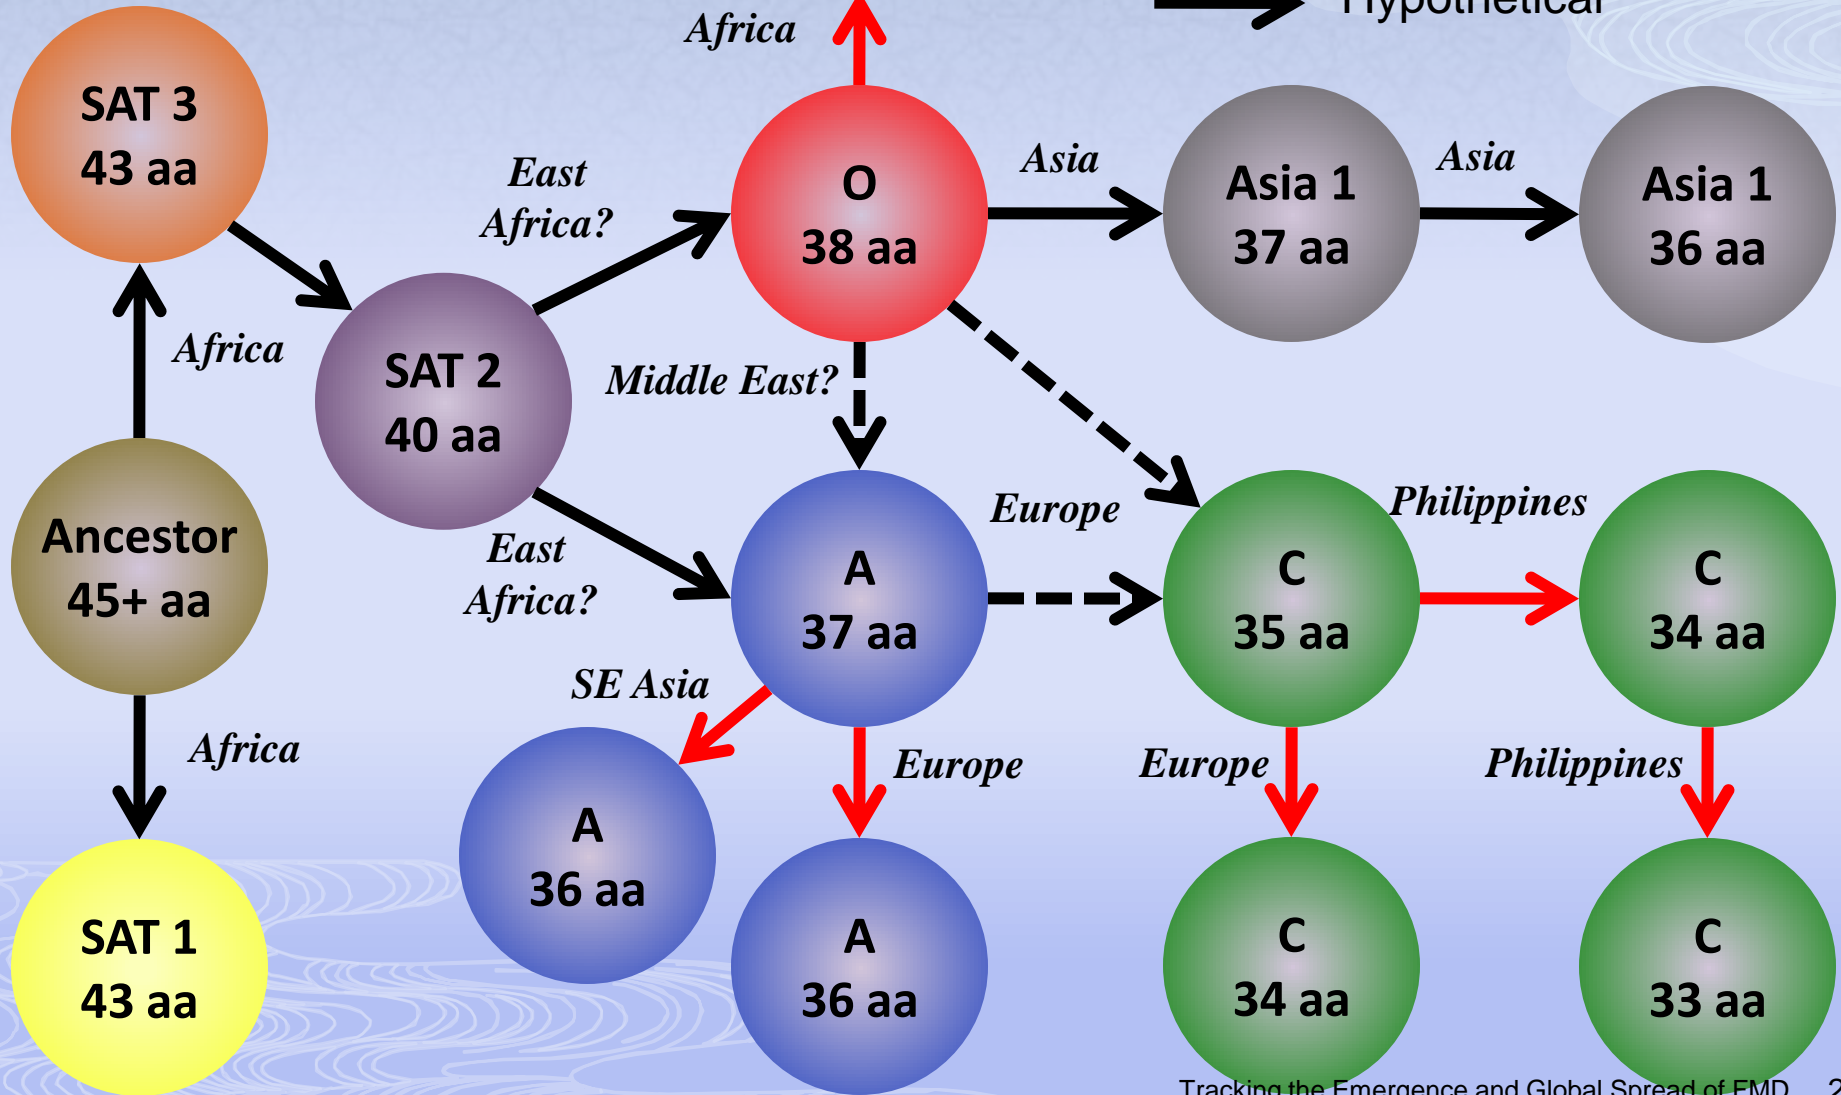 Hypothetical
Africa
SAT 3
43 aa
East
Africa?
O
38 aa
Asia
Asia 1
37 aa
Asia
Asia 1
36 aa
Africa
SAT 2
40 aa
Middle East?
Ancestor
45+ aa
East
Africa?
A
37 aa
Europe
C
35 aa
Philippines
C
34 aa
SE Asia
Africa
Europe
Europe
Philippines
A
36 aa
SAT 1
43 aa
A
36 aa
C
34 aa
C
33 aa
Tracking the Emergence and Global Spread of FMD 2